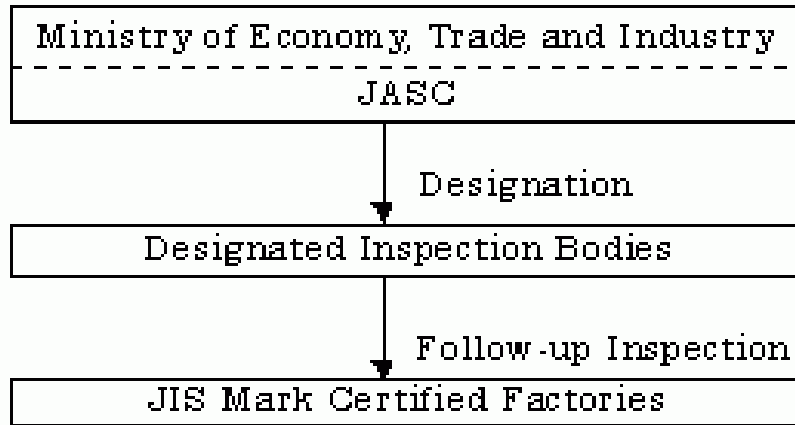 Ministry of Economy, Trade and Industry
JASC
Designation
Designated Inspection Bodies
Follow-up Inspection
JIS Mark Certified Factories